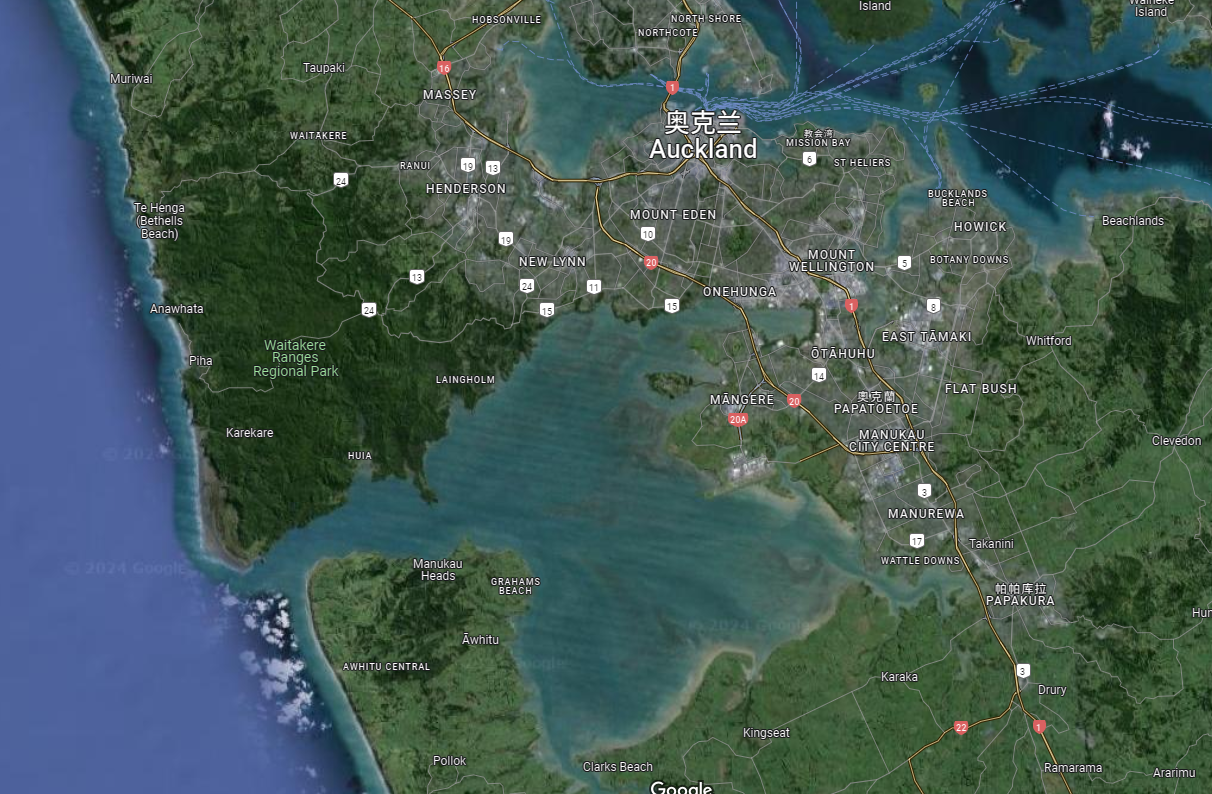 Island
Waiheke
Island
HOBSONVILLE
NORTH SHORE
NORTHCOTE
16
Taupaki
Muriwai
1
MASSEY
奥克兰
Auckland
WAITAKERE
教会湾
MISSION BAY
6
ST HELIERS
RANUI
19
13
24
HENDERSON
BUCKLANDS
BEACH
Te Henga
(Bethells
Beach)
MOUNT EDEN
10
Beachlands
HOWICK
19
MOUNT
WELLINGTON
NEW LYNN
20
5
BOTANY DOWNS
13
24
11
ONEHUNGA
Anawhata
24
15
15
1
8
EAST TĀMAKI
Whitford
Waitakere
Ranges
Regional Park
Piha
ŌTĀHUHU
14
LAINGHOLM
FLAT BUSH
MĀNGERE
20
奧克蘭
PAPATOETOE
20A
Karekare
MANUKAU
CITY CENTRE
Clevedon
HUIA
3
MANUREWA
17
Takanini
WATTLE DOWNS
© 2024 Google
Manukau
Heads
GRAHAMS
BEACH
帕帕库拉
PAPAKURA
Hun
© 2024 Google
Āwhitu
AWHITU CENTRAL
3
Karaka
Drury
22
1
Kingseat
Pollok
Clarks Beach
Ramarama
Ararimu
Google